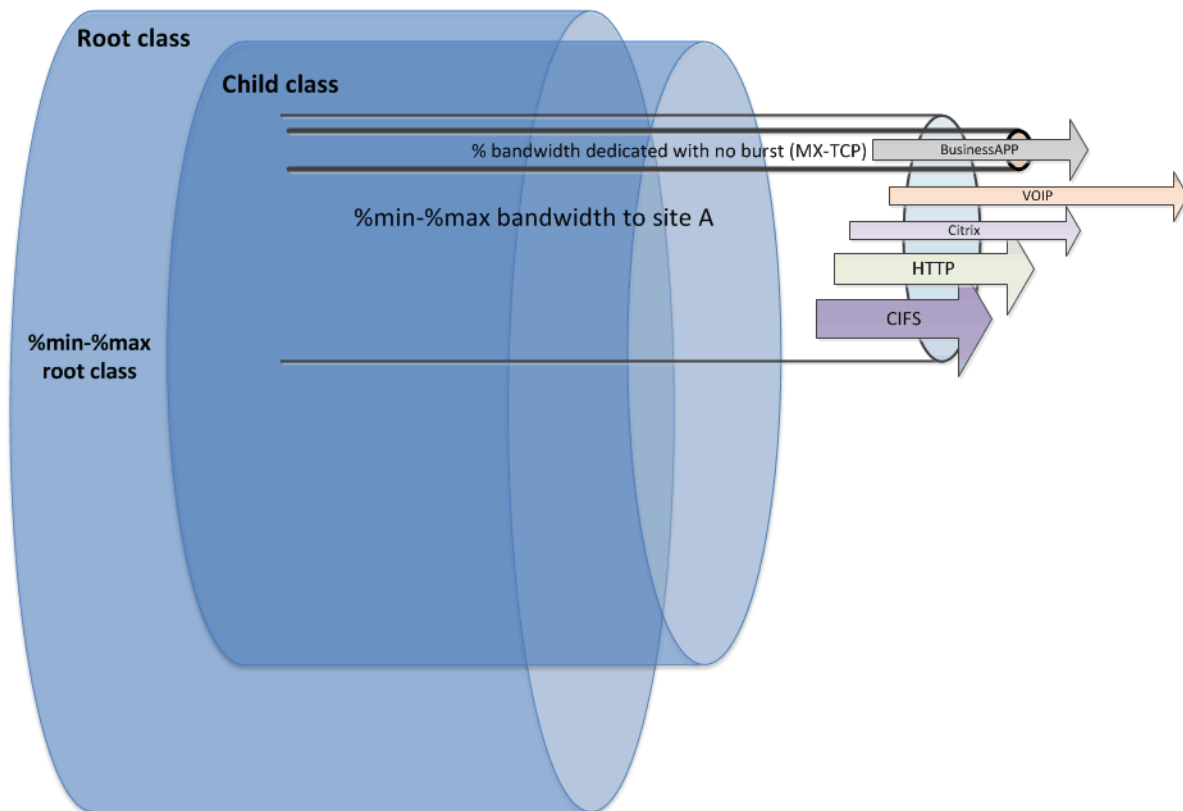 Root class
Child class
% bandwidth dedicated with no burst (MX-TCP)
BusinessAPP
VOIP
%min-%max bandwidth to site A
Citrix
HTTP
CIFS
%min-%max
root class